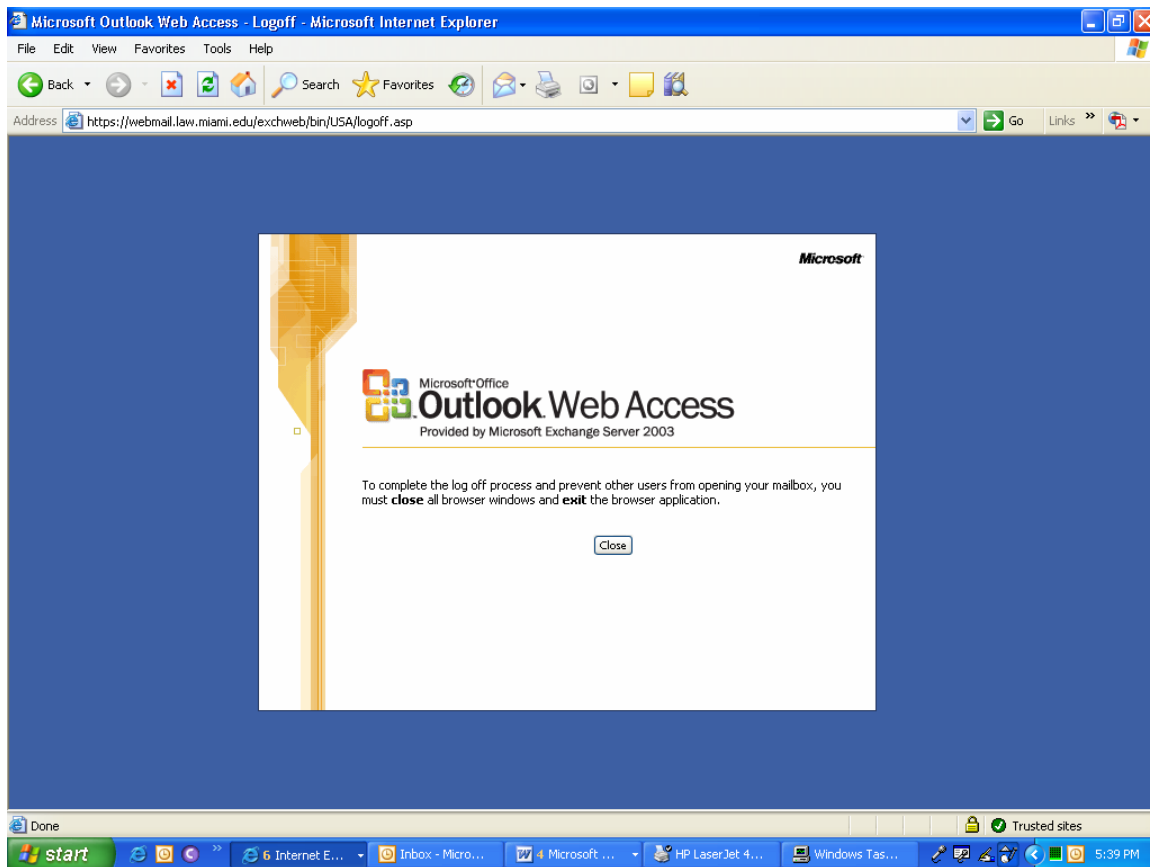 Microsoft Outlook Web Access - Logoff - Microsoft Internet Explorer
File Edit View Favorites Tools Help
Back Search Favorites
Address https://webmail.law.miami.edu/exchweb/bin/USA/logoff.asp Go Links »
Microsoft
Microsoft Office
Outlook Web Access
Provided by Microsoft Exchange Server 2003
To complete the log off process and prevent other users from opening your mailbox, you
must close all browser windows and exit the browser application.
Close
Done Trusted sites
start » 6 Internet E... Inbox - Micro... 4 Microsoft ... HP LaserJet 4... Windows Tas... 5:39 PM